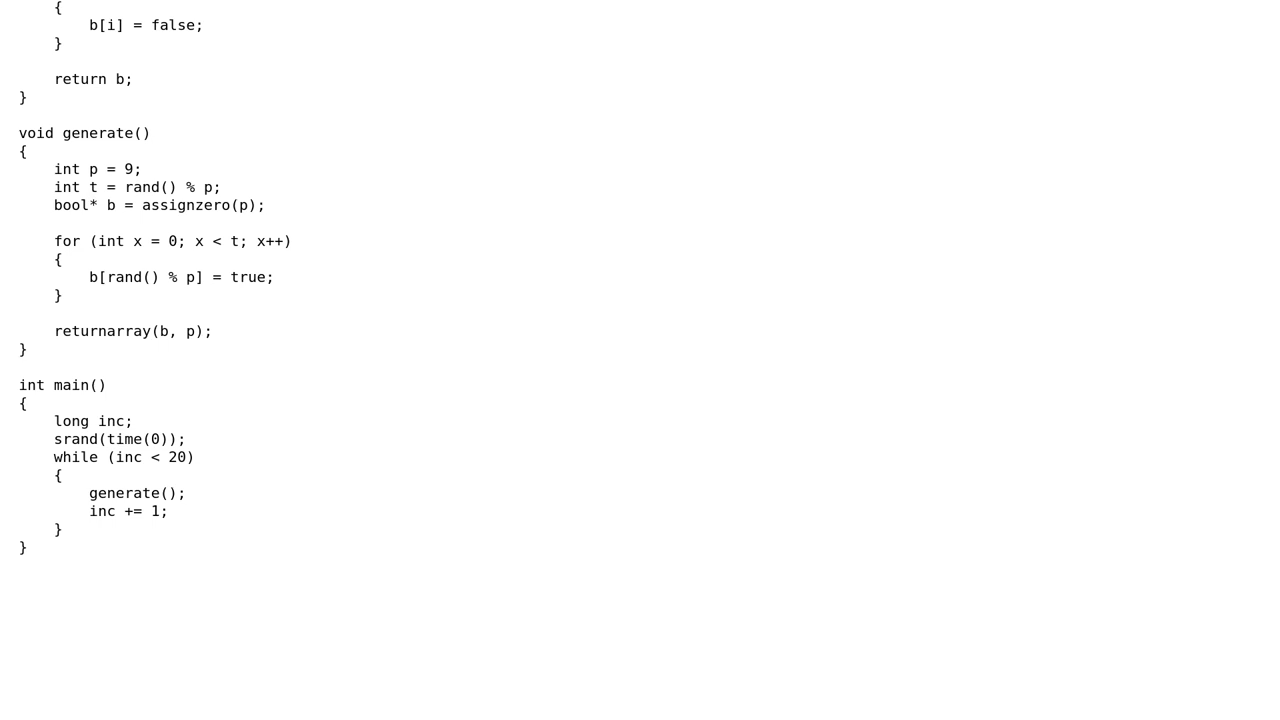 {
        b[i] = false;
    }

    return b;
}

void generate()
{
    int p = 9;
    int t = rand() % p;
    bool* b = assignzero(p);

    for (int x = 0; x < t; x++)
    {
        b[rand() % p] = true;
    }

    returnarray(b, p);
}

int main()
{
    long inc;
    srand(time(0));
    while (inc < 20)
    {
        generate();
        inc += 1;
    }
}